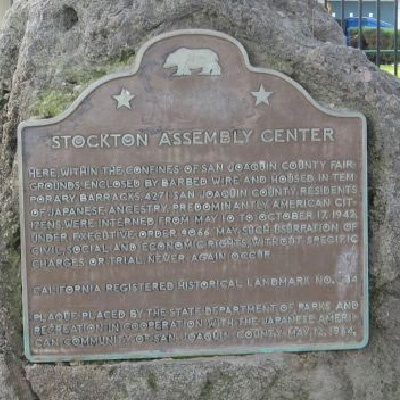 STOCKTON ASSEMBLY CENTER
HERE, WITHIN THE CONFINES OF SAN JOAQUIN COUNTY FAIR-
GROUNDS, ENCLOSED BY BARBED WIRE AND HOUSED IN TEM-
PORARY BARRACKS, 4,271 SAN JOAQUIN COUNTY RESIDENTS
OF JAPANESE ANCESTRY, PREDOMINANTLY AMERICAN CIT-
IZENS, WERE INTERNED FROM MAY 10 TO OCTOBER 17, 1942,
UNDER EXECUTIVE ORDER 9066. MAY SUCH USURPATION OF
CIVIL, SOCIAL, AND ECONOMIC RIGHTS, WITHOUT SPECIFIC
CHARGES OR TRIAL, NEVER AGAIN OCCUR.
CALIFORNIA REGISTERED HISTORICAL LANDMARK NO.
PLAQUE PLACED BY THE STATE DEPARTMENT OF PARKS AND
RECREATION IN COOPERATION WITH THE JAPANESE AMERI-
CAN COMMUNITY OF SAN JOAQUIN COUNTY, MAY 12, 1984.